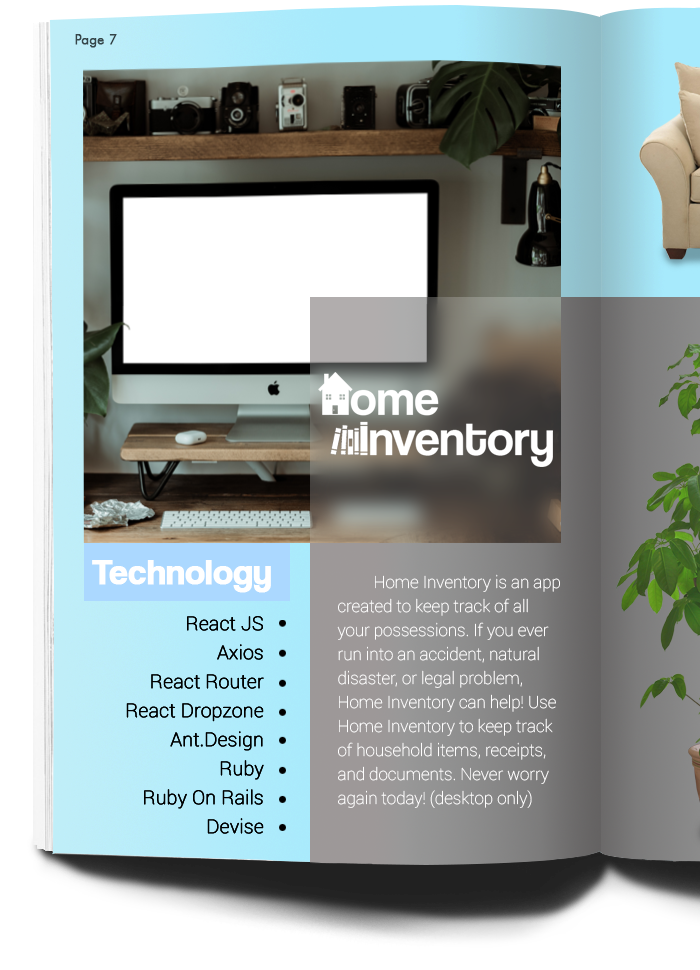 Page 7
Home
Inventory
Technology
React JS
Axios
React Router
React Dropzone
Ant.Design
Ruby
Ruby On Rails
Devise
Home Inventory is an app
created to keep track of all
your possessions. If you ever
run into an accident, natural
disaster, or legal problem,
Home Inventory can help! Use
Home Inventory to keep track
of household items, receipts,
and documents. Never worry
again today! (desktop only)